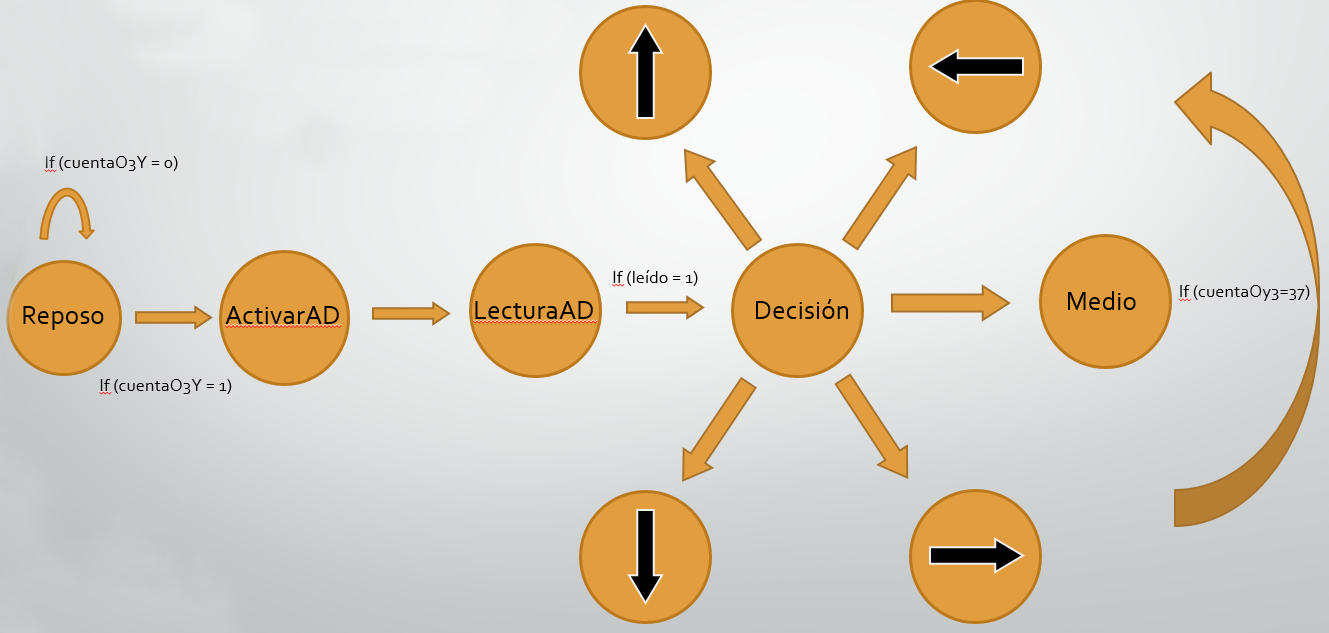 If (cuentaO3Y = 0)
Reposo
If (cuentaO3Y = 1)
ActivarAD
LecturaAD
If (leído = 1)
Decisión
Medio
If (cuentaOy3=37)